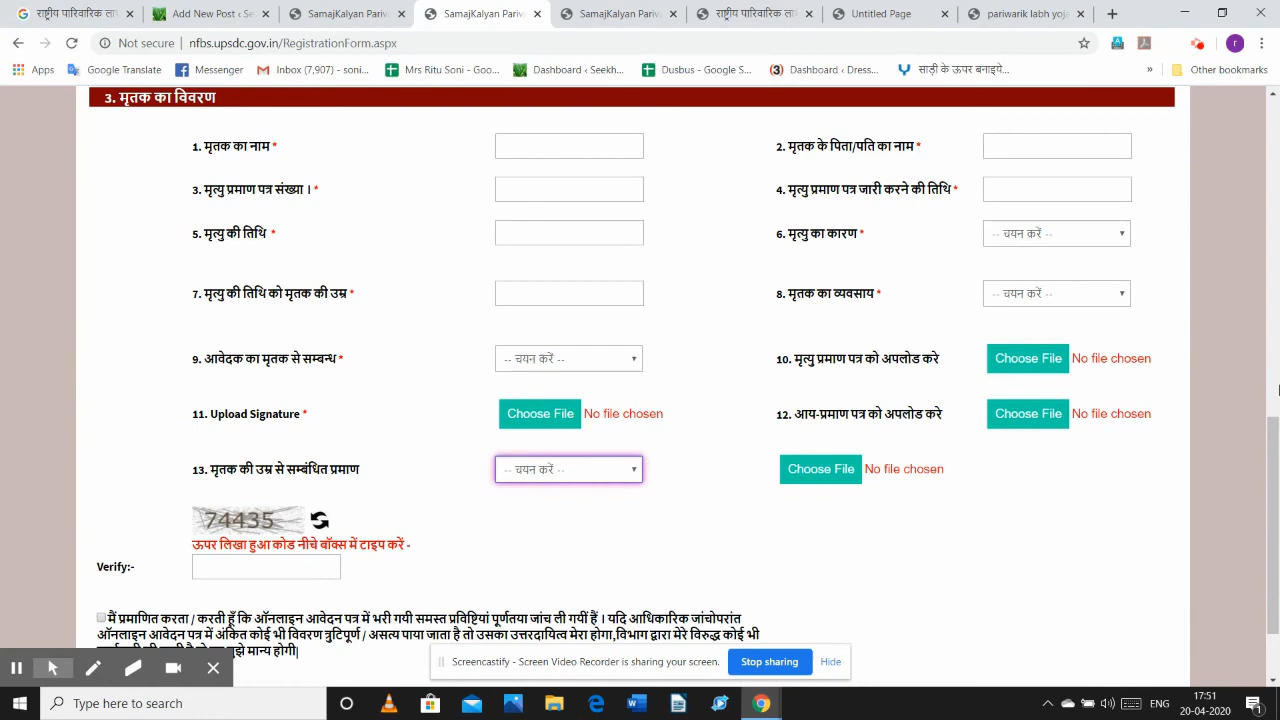 राष्ट्रीय पारिवारिक लाभ
Add New Post ‹ Se
SamajKalyan Pariv
SamajKalyan Pariv
SamajKalyan Pariv
राष्ट्रीय पारिवारिक लाभ
Untitled Page
pariwarik labh yoja
Not secure | nfbs.upsdc.gov.in/RegistrationForm.aspx
Apps Google Translate Messenger Inbox (7,907) - soni... Mrs Ritu Soni - Goo... Dashboard ‹ Seekh... Dusbus - Google S... (3) Dashboard ‹ Dress... साड़ी के ऊपर बनाइये... » Other bookmarks
3. मृतक का विवरण
1. मृतक का नाम *
2. मृतक के पिता/पति का नाम *
3. मृत्यु प्रमाण पत्र संख्या । *
4. मृत्यु प्रमाण पत्र जारी करने की तिथि *
5. मृत्यु की तिथि *
6. मृत्यु का कारण * -- चयन करें --
7. मृत्यु की तिथि को मृतक की उम्र *
8. मृतक का व्यवसाय * -- चयन करें --
9. आवेदक का मृतक से सम्बन्ध * -- चयन करें --
10. मृत्यु प्रमाण पत्र को अपलोड करे Choose File No file chosen
11. Upload Signature * Choose File No file chosen
12. आय-प्रमाण पत्र को अपलोड करे Choose File No file chosen
13. मृतक की उम्र से सम्बंधित प्रमाण -- चयन करें -- Choose File No file chosen
74435
ऊपर लिखा हुआ कोड नीचे बॉक्स में टाइप करें -
Verify:-
मैं प्रमाणित करता / करती हूँ कि ऑनलाइन आवेदन पत्र में भरी गयी समस्त प्रविष्टियां पूर्णतया जांच ली गयीं हैं । यदि आधिकारिक जांचोपरांत
ऑनलाइन आवेदन पत्र में अंकित कोई भी विवरण त्रुटिपूर्ण / असत्य पाया जाता है तो उसका उत्तरदायित्व मेरा होगा,विभाग द्वारा मेरे विरुद्ध कोई भी
मुझे मान्य होगी|
Screencastify - Screen Video Recorder is sharing your screen. Stop sharing Hide
Type here to search
ENG
17:51
20-04-2020